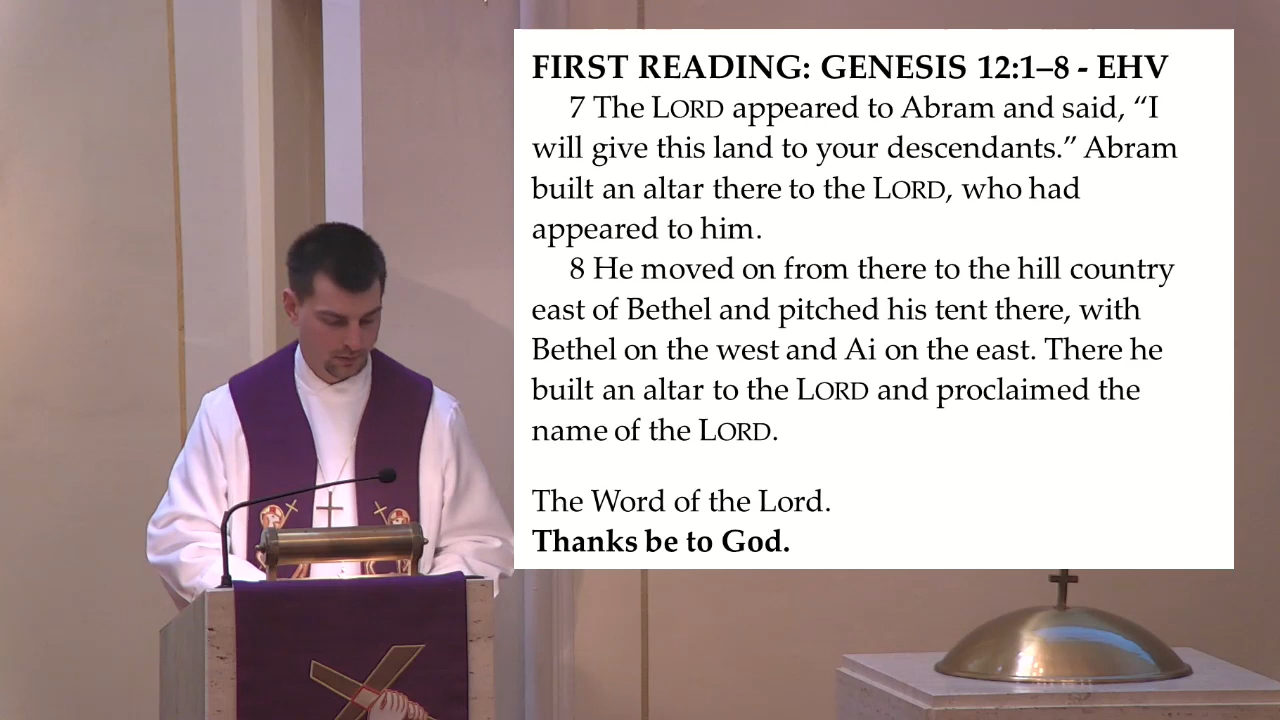 FIRST READING: GENESIS 12:1–8 - EHV
7 The LORD appeared to Abram and said, “I
will give this land to your descendants.” Abram
built an altar there to the LORD, who had
appeared to him.
8 He moved on from there to the hill country
east of Bethel and pitched his tent there, with
Bethel on the west and Ai on the east. There he
built an altar to the LORD and proclaimed the
name of the LORD.
The Word of the Lord.
Thanks be to God.